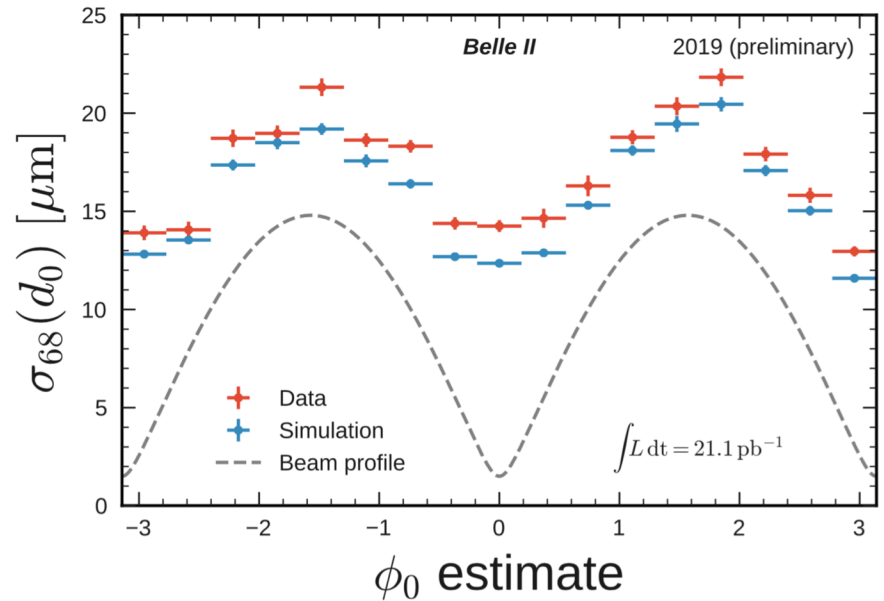 Belle II
2019 (preliminary)
σ₆₈(d₀) [μm]
25
20
15
10
5
0
Data
Simulation
Beam profile
∫L dt = 21.1 pb⁻¹
−3 −2 −1 0 1 2 3
ϕ₀ estimate